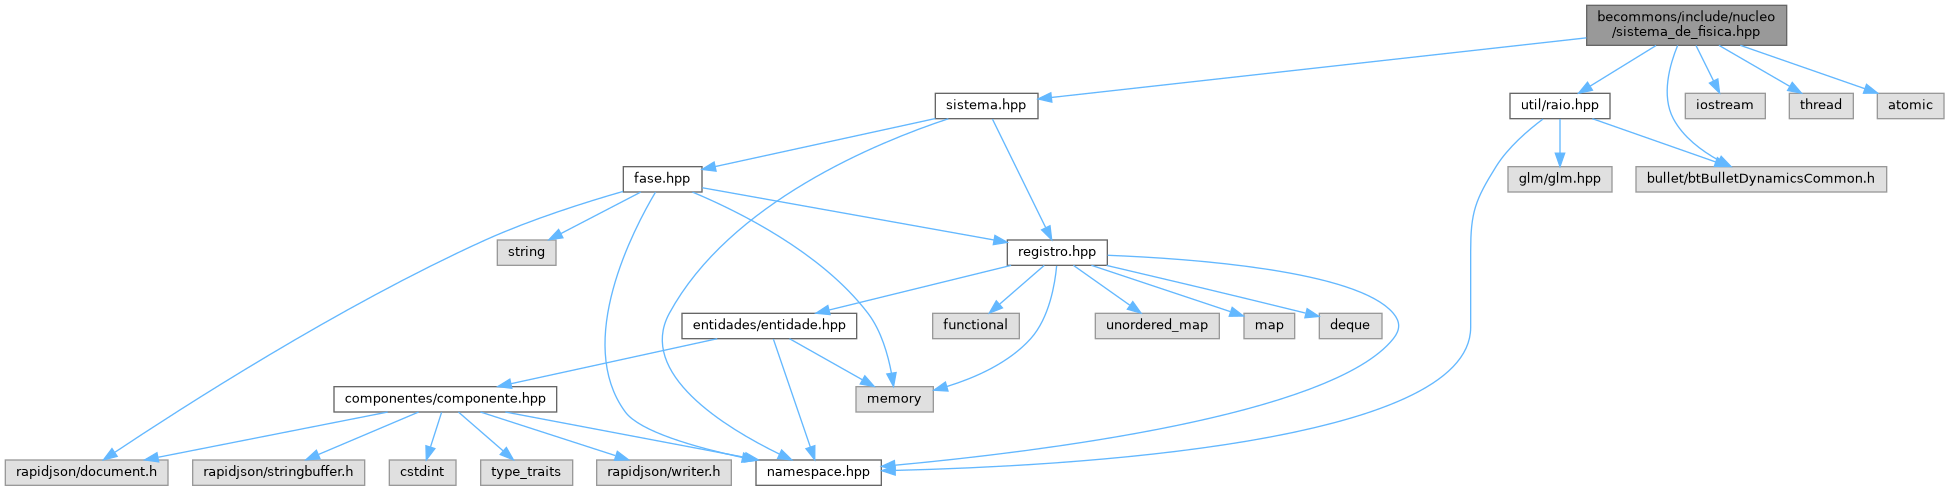 becommons/include/nucleo
/sistema_de_fisica.hpp
sistema.hpp
util/raio.hpp
iostream
thread
atomic
fase.hpp
glm/glm.hpp
bullet/btBulletDynamicsCommon.h
string
registro.hpp
entidades/entidade.hpp
functional
unordered_map
map
deque
componentes/componente.hpp
memory
rapidjson/document.h
rapidjson/stringbuffer.h
cstdint
type_traits
rapidjson/writer.h
namespace.hpp